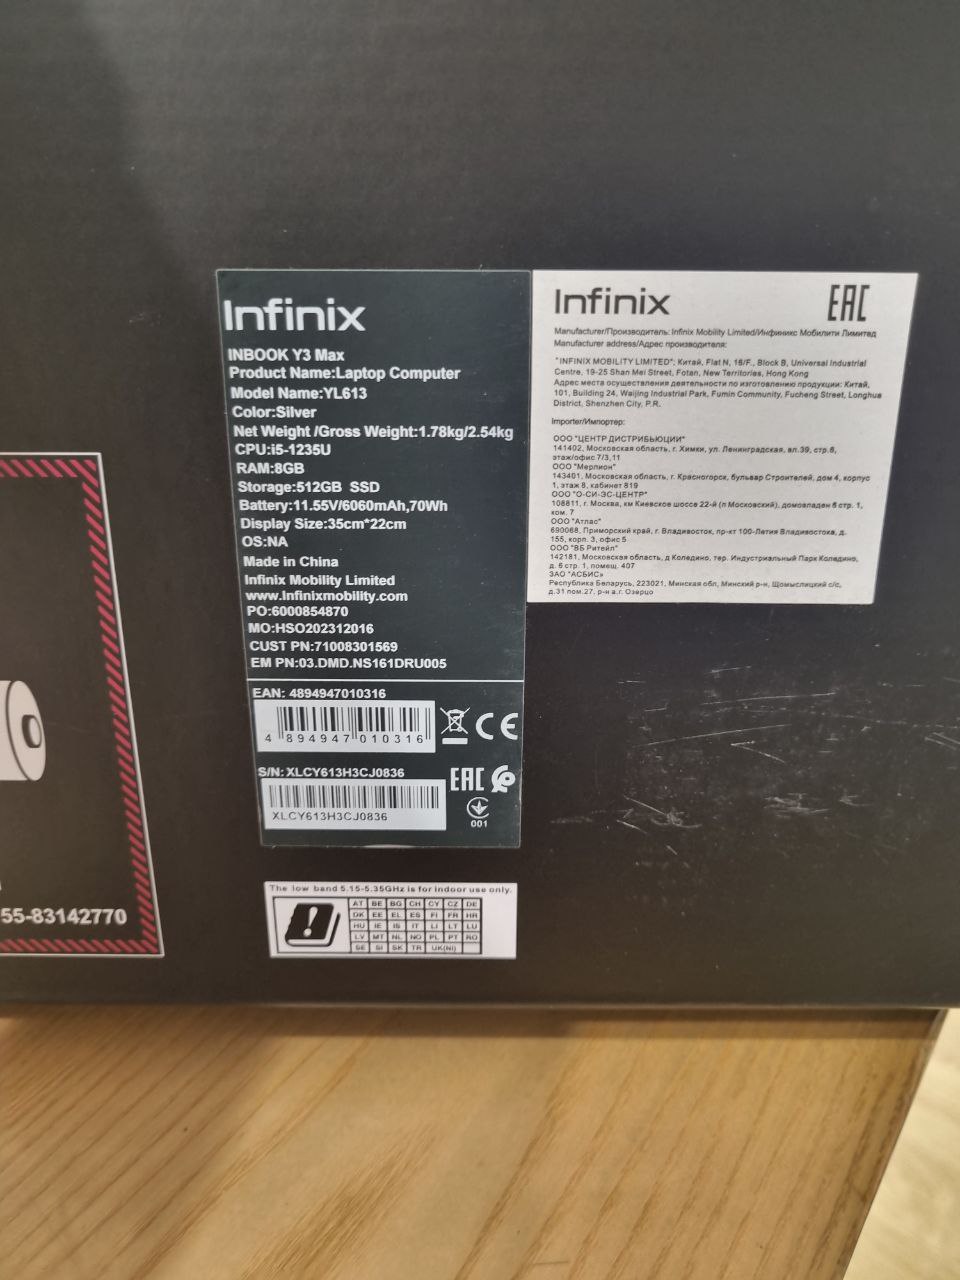 Infinix
INBOOK Y3 Max
Product Name:Laptop Computer
Model Name:YL613
Color:Silver
Net Weight /Gross Weight:1.78kg/2.54kg
CPU:i5-1235U
RAM:8GB
Storage:512GB SSD
Battery:11.55V/6060mAh,70Wh
Display Size:35cm*22cm
OS:NA
Made in China
Infinix Mobility Limited
www.Infinixmobility.com
PO:6000854870
MO:HSO202312016
CUST PN:71008301569
EM PN:03.DMD.NS161DRU005
EAN: 4894947010316
4 894947 010316
CE
S/N: XLCY613H3CJ0836
EAC
XLCY613H3CJ0836
001
Infinix
EAC
Manufacturer/Производитель: Infinix Mobility Limited/Инфиникс Мобилити Лимитед
Manufacturer address/Адрес производителя:
"INFINIX MOBILITY LIMITED": Китай, Flat N, 16/F., Block B, Universal Industrial
Centre, 19-25 Shan Mei Street, Fotan, New Territories, Hong Kong
Адрес места осуществления деятельности по изготовлению продукции: Китай,
101, Building 24, Waijing Industrial Park, Fumin Community, Fucheng Street, Longhua
District, Shenzhen City, P.R.
Importer/Импортер:
ООО "ЦЕНТР ДИСТРИБЬЮЦИИ"
141402, Московская область, г. Химки, ул. Ленинградская, вл.39, стр.6,
этаж/офис 7/3,11
ООО "Мерлион"
143401, Московская область, г. Красногорск, бульвар Строителей, дом 4, корпус
1, этаж 8, кабинет 819
ООО "О-СИ-ЭС-ЦЕНТР"
108811, г. Москва, км Киевское шоссе 22-й (п Московский), домовладен 6 стр. 1,
ком. 7
ООО "Атлас"
690068, Приморский край, г. Владивосток, пр-кт 100-Летия Владивостока, д.
155, корп. 3, офис 5
ООО "ВБ Ритейл"
142181, Московская область, д Коледино, тер. Индустриальный Парк Коледино,
д. 6 стр. 1, помещ. 407
ЗАО "АСБИС"
Республика Беларусь, 223021, Минская обл, Минский р-н, Щомыслицкий с/с,
д.31 пом.27, р-н а.г. Озерцо
55-83142770
The low band 5.15-5.35GHz is for indoor use only.
AT BE BG CH CY CZ DE
DK EE EL ES FI FR HR
HU IE IS IT LI LT LU
LV MT NL NO PL PT RO
SE SI SK TR UK(NI)